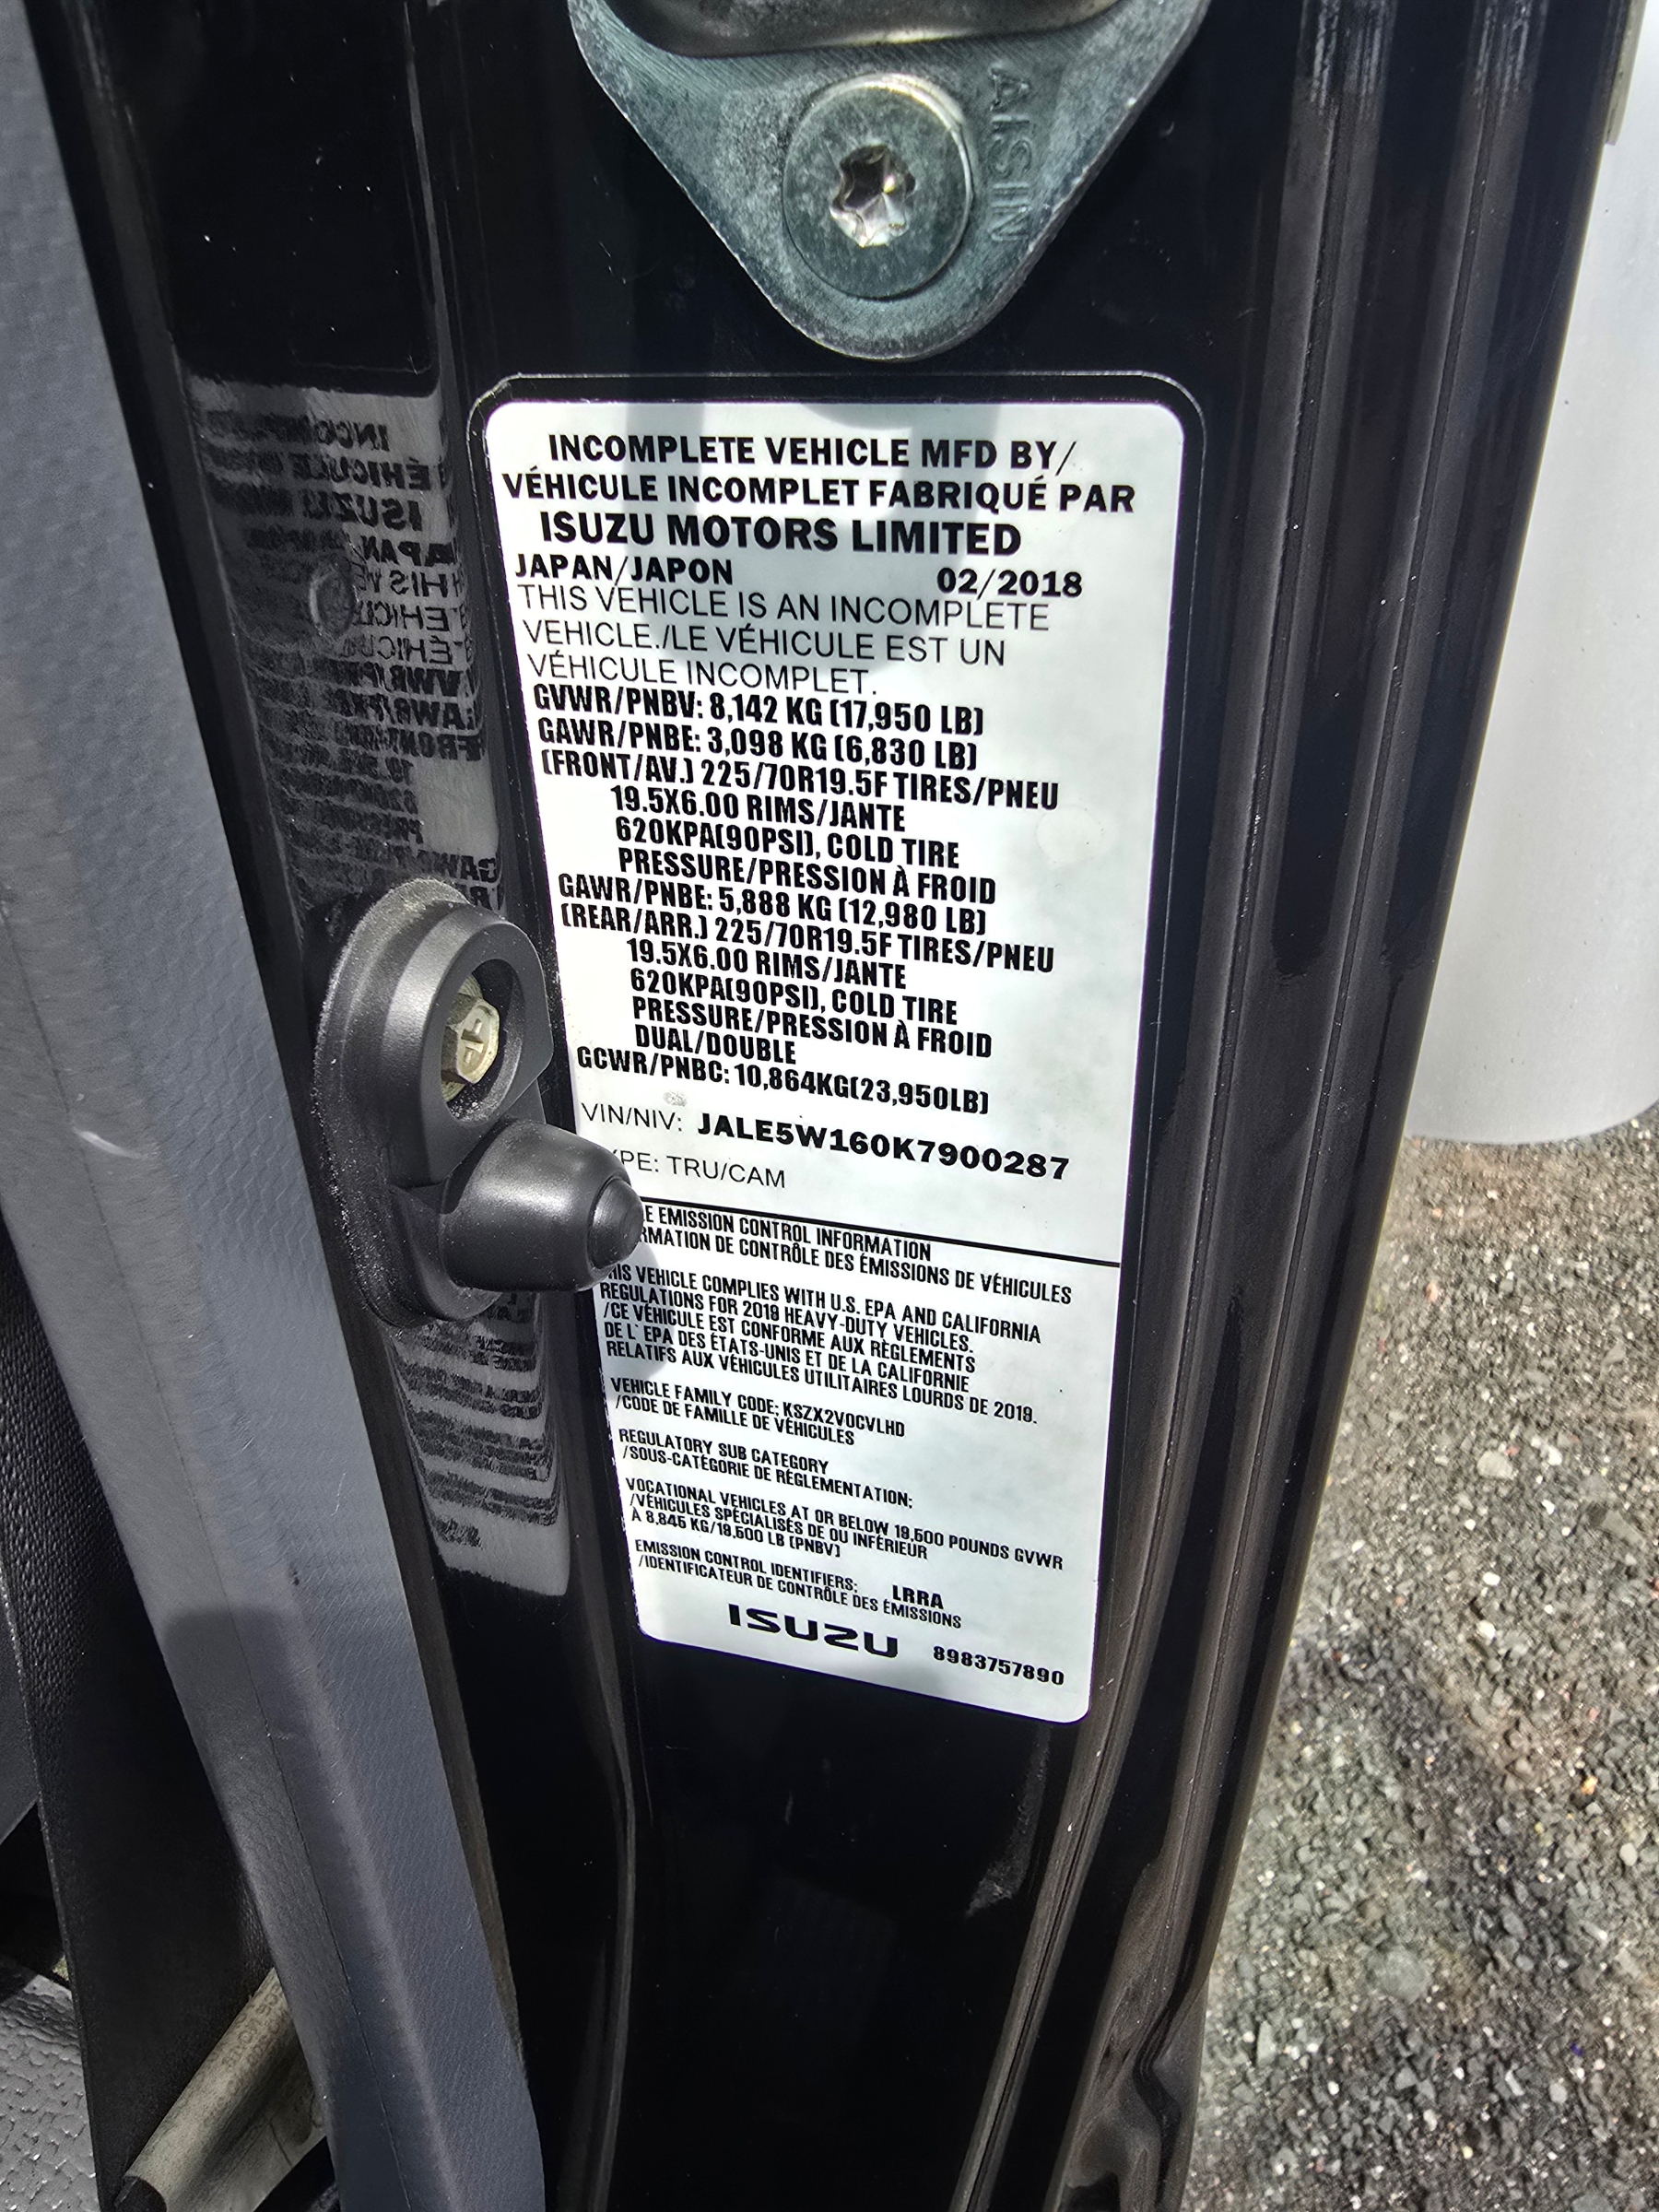 AISIN
INCOMPLETE VEHICLE MFD BY/
VÉHICULE INCOMPLET FABRIQUÉ PAR
ISUZU MOTORS LIMITED
JAPAN/JAPON 02/2018
THIS VEHICLE IS AN INCOMPLETE
VEHICLE./LE VÉHICULE EST UN
VÉHICULE INCOMPLET.
GVWR/PNBV: 8,142 KG (17,950 LB)
GAWR/PNBE: 3,098 KG (6,830 LB)
(FRONT/AV.) 225/70R19.5F TIRES/PNEU
19.5X6.00 RIMS/JANTE
620KPA(90PSI), COLD TIRE
PRESSURE/PRESSION À FROID
GAWR/PNBE: 5,888 KG (12,980 LB)
(REAR/ARR.) 225/70R19.5F TIRES/PNEU
19.5X6.00 RIMS/JANTE
620KPA(90PSI), COLD TIRE
PRESSURE/PRESSION À FROID
DUAL/DOUBLE
GCWR/PNBC: 10,864KG(23,950LB)
VIN/NIV: JALE5W160K7900287
YPE: TRU/CAM
LE EMISSION CONTROL INFORMATION
RMATION DE CONTRÔLE DES ÉMISSIONS DE VÉHICULES
THIS VEHICLE COMPLIES WITH U.S. EPA AND CALIFORNIA
REGULATIONS FOR 2019 HEAVY-DUTY VEHICLES.
/CE VÉHICULE EST CONFORME AUX RÈGLEMENTS
DE L' EPA DES ÉTATS-UNIS ET DE LA CALIFORNIE
RELATIFS AUX VÉHICULES UTILITAIRES LOURDS DE 2019.
VEHICLE FAMILY CODE: KSZX2VOCVLHD
/CODE DE FAMILLE DE VÉHICULES
REGULATORY SUB CATEGORY
/SOUS-CATÉGORIE DE RÉGLEMENTATION:
VOCATIONAL VEHICLES AT OR BELOW 19,500 POUNDS GVWR
/VÉHICULES SPÉCIALISÉS DE OU INFÉRIEUR
À 8,845 KG/19,500 LB (PNBV)
EMISSION CONTROL IDENTIFIERS: LRRA
/IDENTIFICATEUR DE CONTRÔLE DES ÉMISSIONS
ISUZU 8983757890